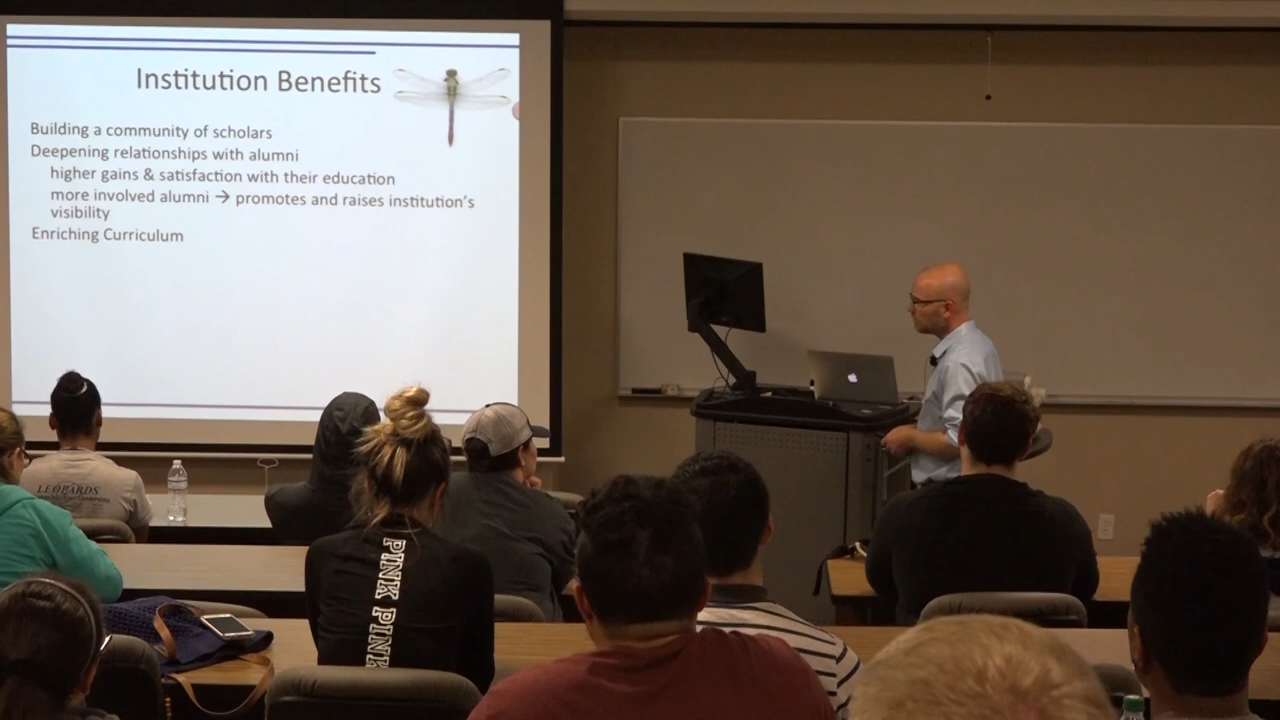 Institution Benefits
Building a community of scholars
Deepening relationships with alumni
higher gains & satisfaction with their education
more involved alumni → promotes and raises institution's
visibility
Enriching Curriculum
LEOPARDS
PINK PINK